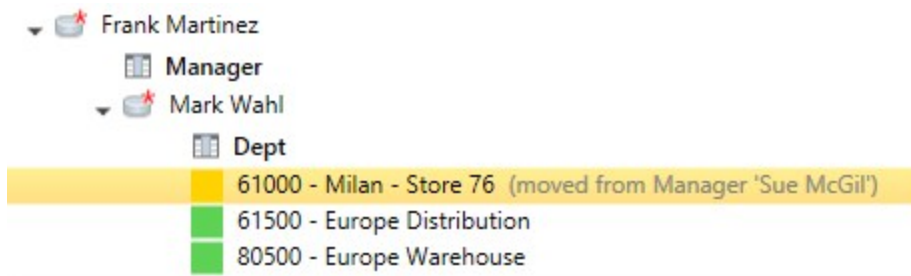 Frank Martinez
Manager
Mark Wahl
Dept
61000 - Milan - Store 76 (moved from Manager 'Sue McGil')
61500 - Europe Distribution
80500 - Europe Warehouse